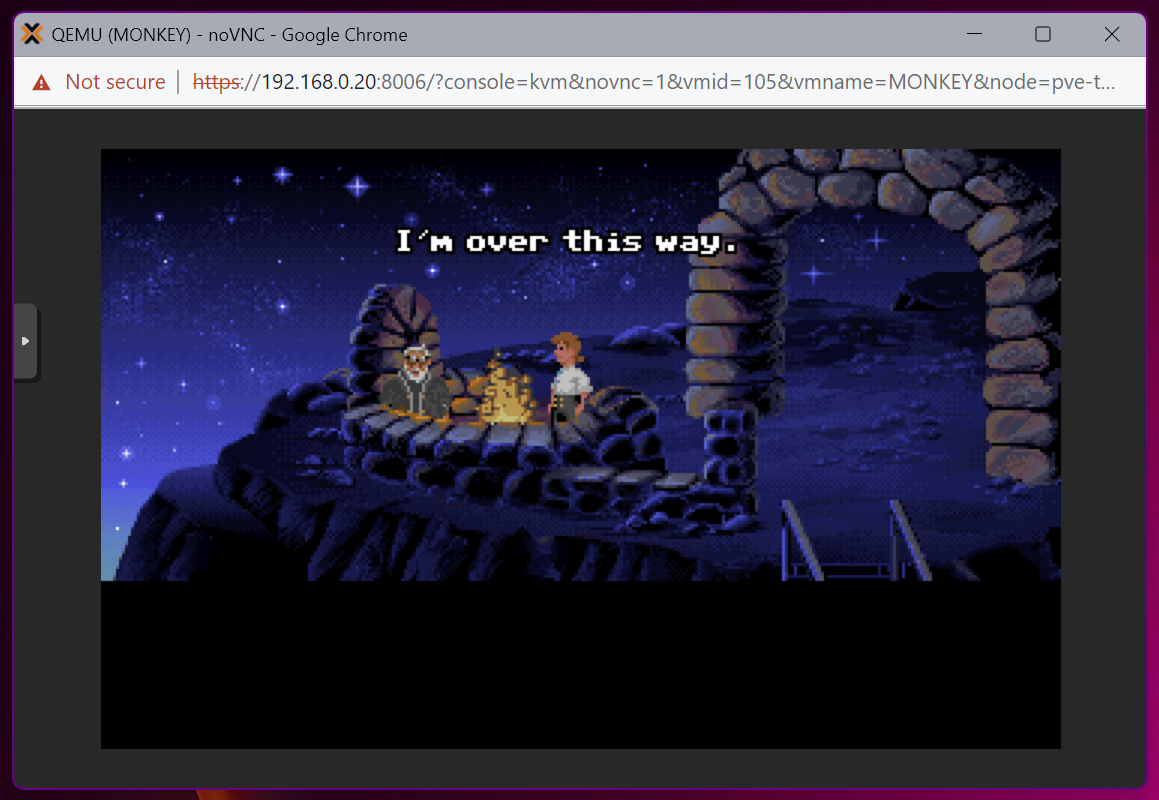 QEMU (MONKEY) - noVNC - Google Chrome
Not secure | https://192.168.0.20:8006/?console=kvm&novnc=1&vmid=105&vmname=MONKEY&node=pve-t...
I'm over this way.